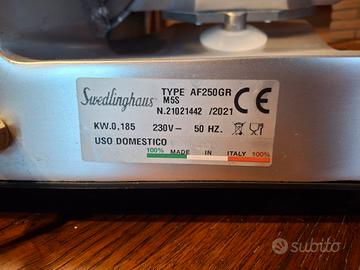 Swedlinghaus TYPE AF250GR
M5S
N.21021442 /2021 CE
KW.0.185 230V~ 50 HZ.
USO DOMESTICO
100% MADE IN ITALY 100%
subito